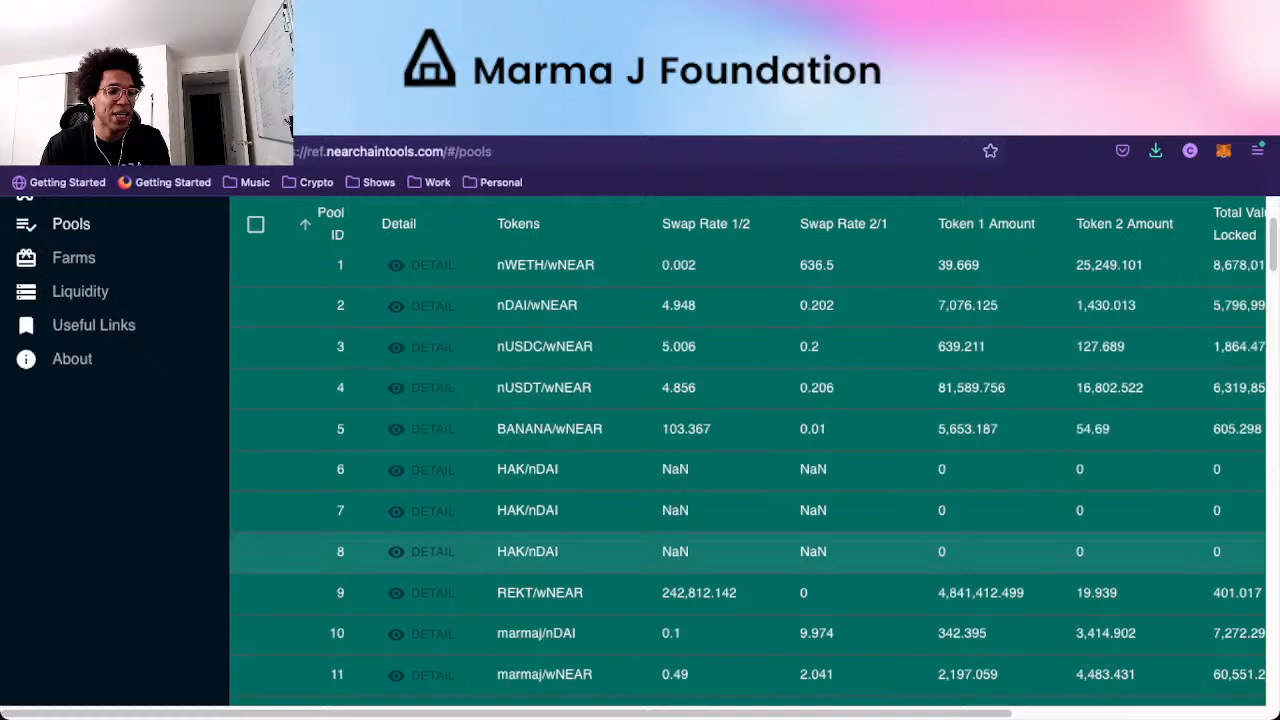 Marma J Foundation
://ref.nearchaintools.com/#/pools
Getting Started Getting Started Music Crypto Shows Work Personal
Pools
Farms
Liquidity
Useful Links
About
Pool ID Detail Tokens Swap Rate 1/2 Swap Rate 2/1 Token 1 Amount Token 2 Amount Total Val Locked
1 DETAIL nWETH/wNEAR 0.002 636.5 39.669 25,249.101 8,678,01
2 DETAIL nDAI/wNEAR 4.948 0.202 7,076.125 1,430.013 5,796,99
3 DETAIL nUSDC/wNEAR 5.006 0.2 639.211 127.689 1,864.47
4 DETAIL nUSDT/wNEAR 4.856 0.206 81,589.756 16,802.522 6,319,85
5 DETAIL BANANA/wNEAR 103.367 0.01 5,653.187 54.69 605.298
6 DETAIL HAK/nDAI NaN NaN 0 0 0
7 DETAIL HAK/nDAI NaN NaN 0 0 0
8 DETAIL HAK/nDAI NaN NaN 0 0 0
9 DETAIL REKT/wNEAR 242,812.142 0 4,841,412.499 19.939 401.017
10 DETAIL marmaj/nDAI 0.1 9.974 342.395 3,414.902 7,272.29
11 DETAIL marmaj/wNEAR 0.49 2.041 2,197.059 4,483.431 60,551.2